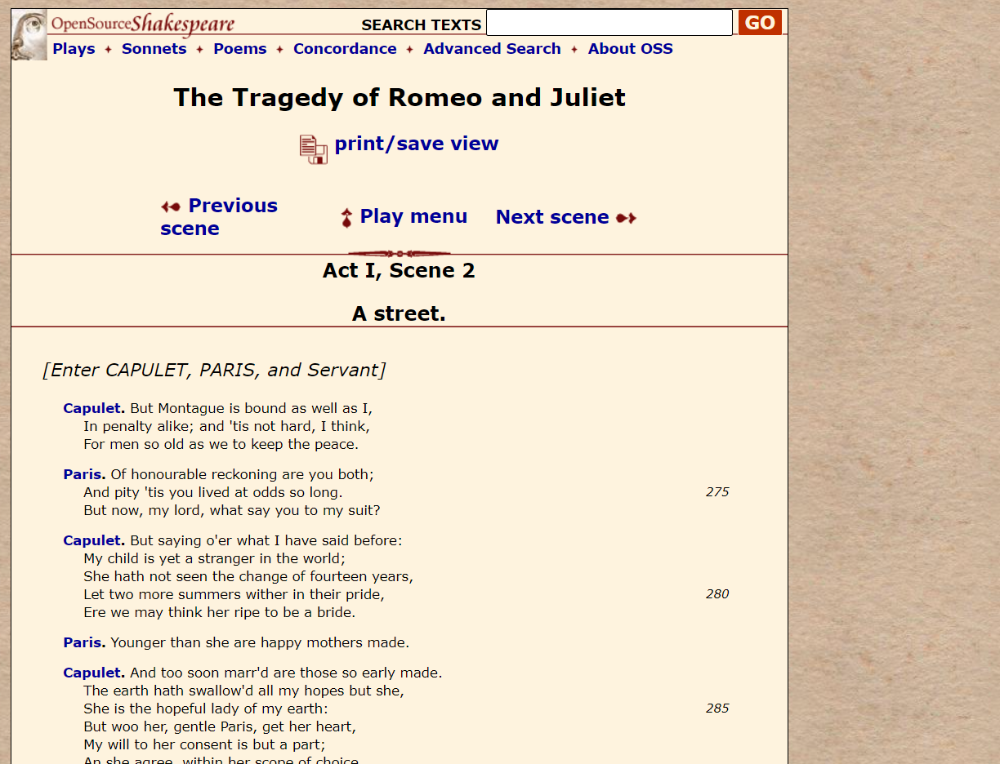 OpenSourceShakespeare SEARCH TEXTS GO
Plays Sonnets Poems Concordance Advanced Search About OSS
The Tragedy of Romeo and Juliet
print/save view
Previous scene
Play menu
Next scene
Act I, Scene 2
A street.
[Enter CAPULET, PARIS, and Servant]
Capulet. But Montague is bound as well as I,
In penalty alike; and 'tis not hard, I think,
For men so old as we to keep the peace.
Paris. Of honourable reckoning are you both;
And pity 'tis you lived at odds so long. 275
But now, my lord, what say you to my suit?
Capulet. But saying o'er what I have said before:
My child is yet a stranger in the world;
She hath not seen the change of fourteen years,
Let two more summers wither in their pride, 280
Ere we may think her ripe to be a bride.
Paris. Younger than she are happy mothers made.
Capulet. And too soon marr'd are those so early made.
The earth hath swallow'd all my hopes but she,
She is the hopeful lady of my earth: 285
But woo her, gentle Paris, get her heart,
My will to her consent is but a part;
An she agree, within her scope of choice